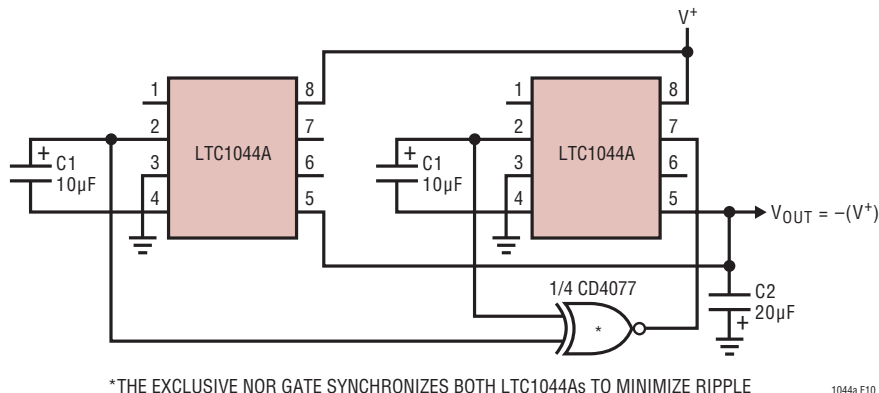 V+
1
2
3
4
LTC1044A
8
7
6
5
+
C1
10µF
1
2
3
4
LTC1044A
8
7
6
5
+
C1
10µF
VOUT = –(V+)
1/4 CD4077
*
C2
20µF
+
*THE EXCLUSIVE NOR GATE SYNCHRONIZES BOTH LTC1044As TO MINIMIZE RIPPLE
1044a F10